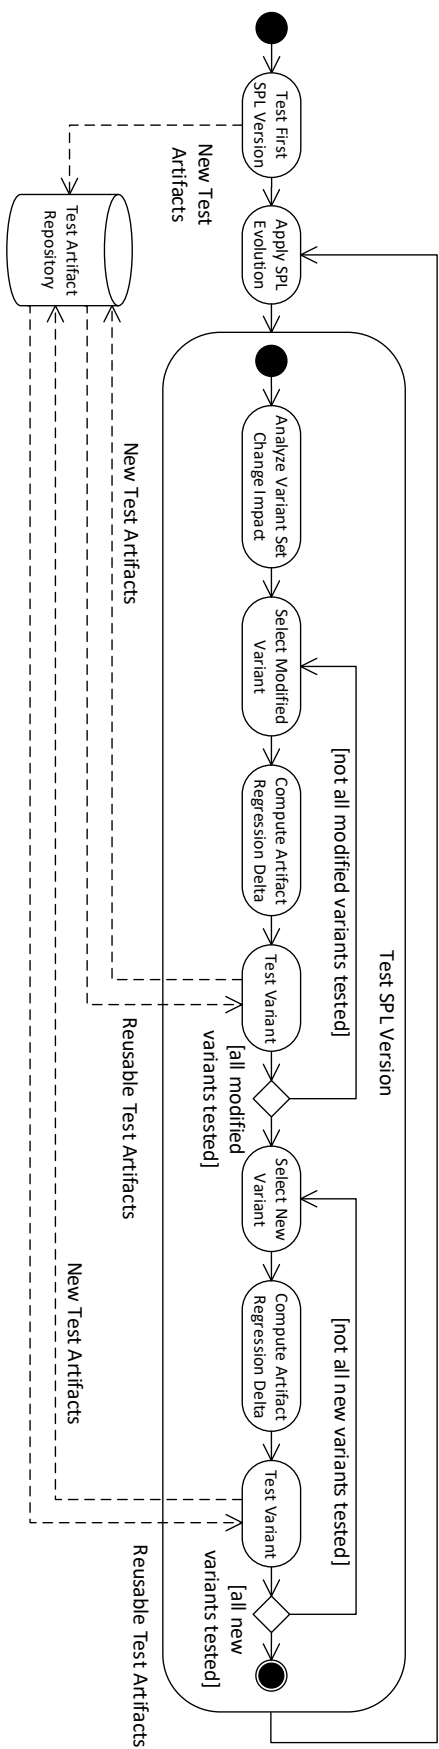 Test First
SPL Version
Apply SPL
Evolution
New Test
Artifacts
Test Artifact
Repository
Test SPL Version
Analyze Variant Set
Change Impact
Select Modified
Variant
Compute Artifact
Regression Delta
Test Variant
[not all modified variants tested]
[all modified
variants tested]
New Test Artifacts
Reusable Test Artifacts
Select New
Variant
Compute Artifact
Regression Delta
Test Variant
[not all new variants tested]
[all new
variants tested]
New Test Artifacts
Reusable Test Artifacts